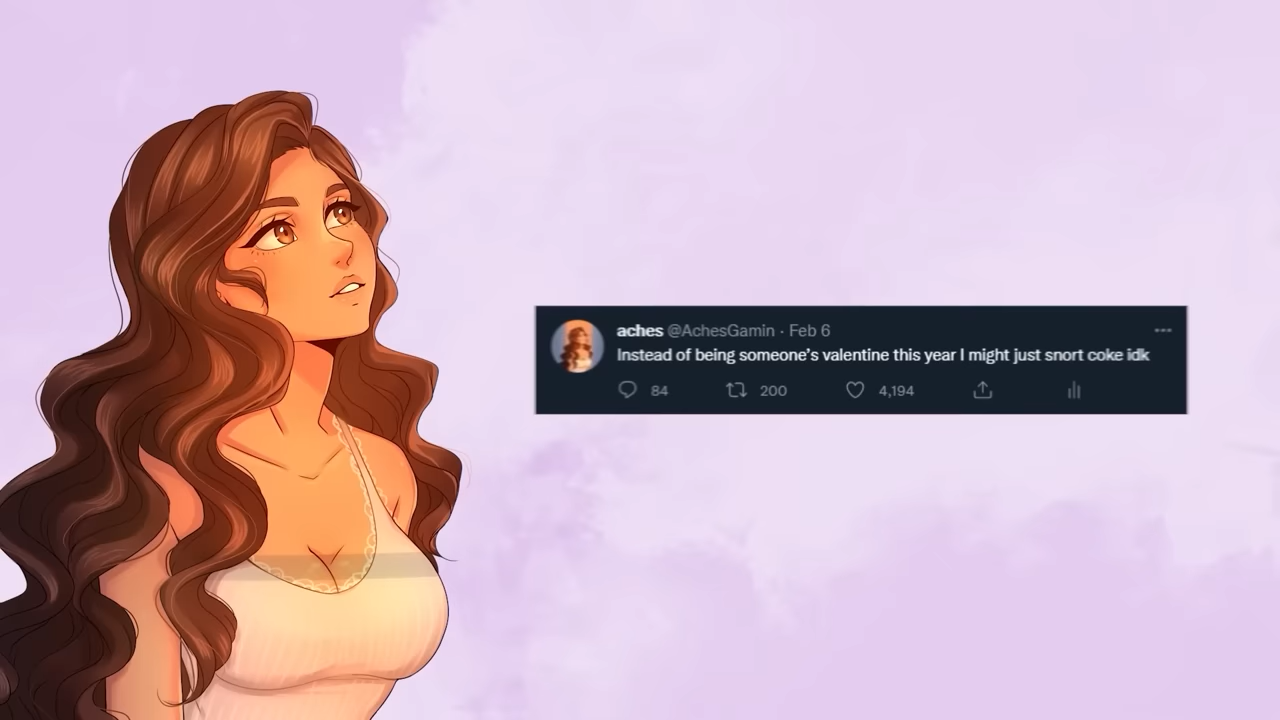 aches @AchesGamin · Feb 6
Instead of being someone’s valentine this year I might just snort coke idk
84 200 4,194